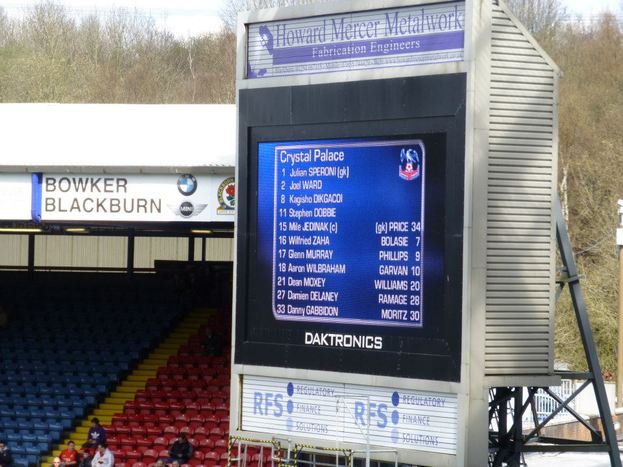 Howard Mercer Metalwork
Fabrication Engineers
BOWKER
BLACKBURN
MINI
Crystal Palace
1 Julian SPERONI (gk)
2 Joel WARD
8 Kagisho DIKGACOI
11 Stephen DOBBIE
15 Mile JEDINAK (c) (gk) PRICE 34
16 Wilfried ZAHA BOLASIE 7
17 Glenn MURRAY PHILLIPS 9
18 Aaron WILBRAHAM GARVAN 10
21 Dean MOXEY WILLIAMS 20
27 Damien DELANEY RAMAGE 28
33 Danny GABBIDON MORITZ 30
DAKTRONICS
RFS REGULATORY FINANCE SOLUTIONS
RFS REGULATORY FINANCE SOLUTIONS